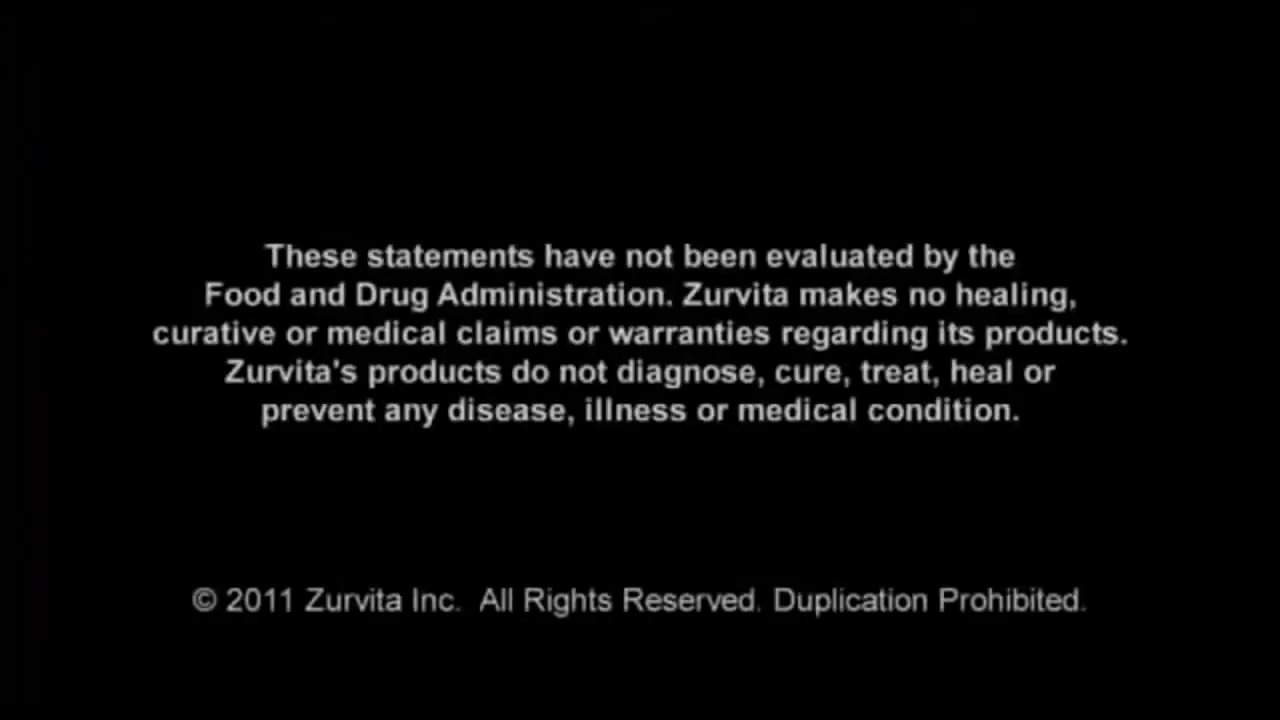 These statements have not been evaluated by the
Food and Drug Administration. Zurvita makes no healing,
curative or medical claims or warranties regarding its products.
Zurvita's products do not diagnose, cure, treat, heal or
prevent any disease, illness or medical condition.
© 2011 Zurvita Inc.  All Rights Reserved. Duplication Prohibited.